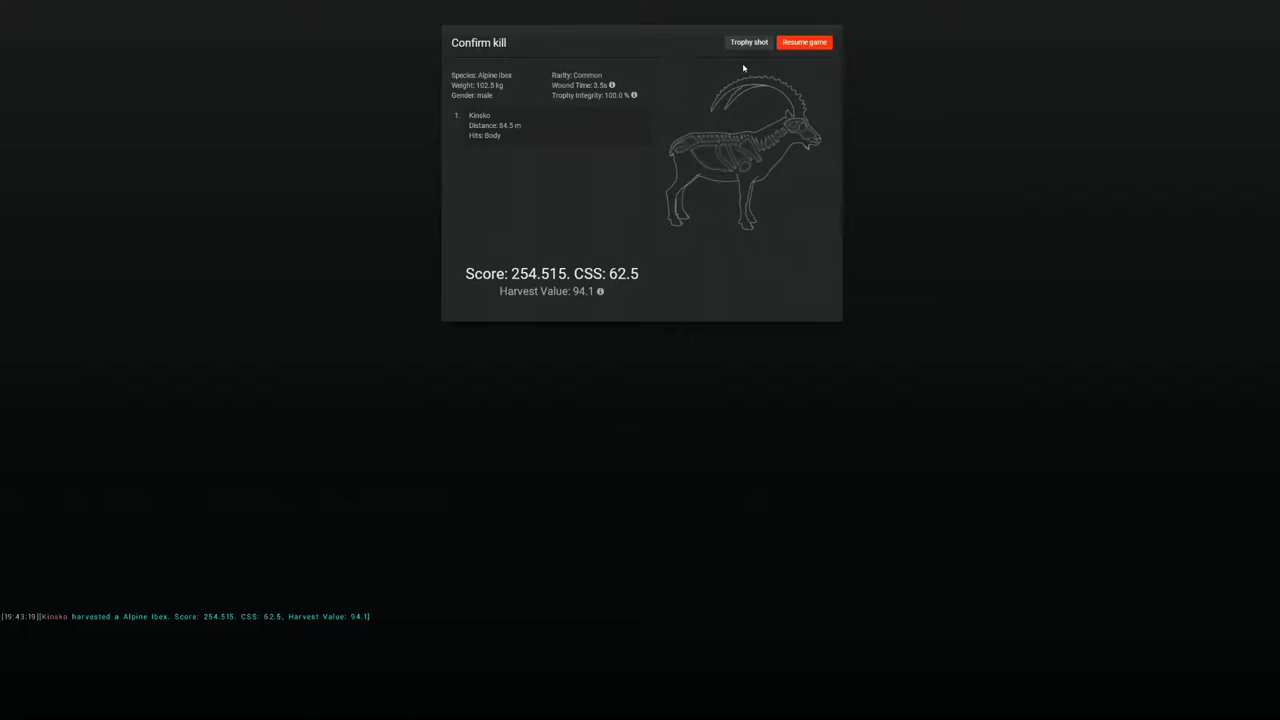 Confirm kill
Trophy shot
Resume game
Species: Alpine Ibex
Weight: 102.5 kg
Gender: male
Rarity: Common
Wound Time: 3.5s
Trophy Integrity: 100.0 %
1. Kinsko
Distance: 84.5 m
Hits: Body
Score: 254.515. CSS: 62.5
Harvest Value: 94.1
[19:43:19][Kinsko harvested a Alpine Ibex. Score: 254.515. CSS: 62.5, Harvest Value: 94.1]